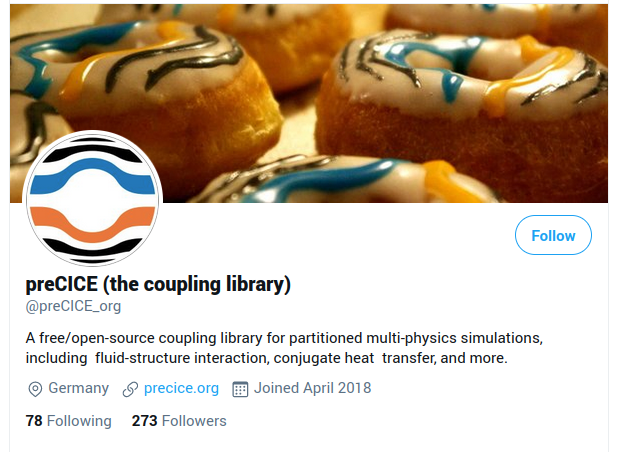 Follow
preCICE (the coupling library)
@preCICE_org
A free/open-source coupling library for partitioned multi-physics simulations,
including fluid-structure interaction, conjugate heat transfer, and more.
Germany precice.org Joined April 2018
78 Following 273 Followers